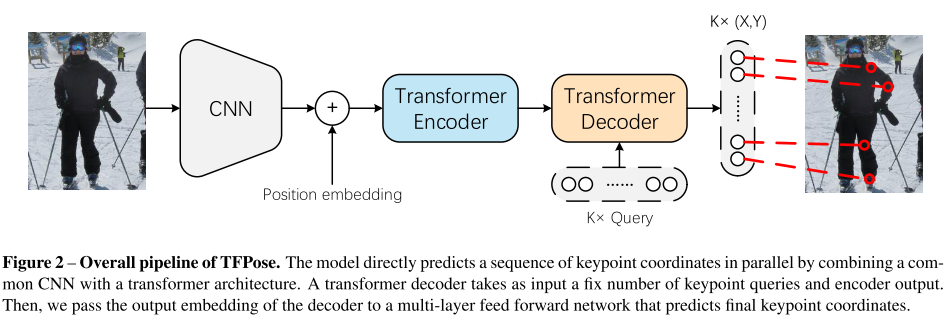 K× (X,Y)
CNN
+
Transformer
Encoder
Transformer
Decoder
......
Position embedding
......
K× Query
Figure 2 – Overall pipeline of TFPose. The model directly predicts a sequence of keypoint coordinates in parallel by combining a com-
mon CNN with a transformer architecture. A transformer decoder takes as input a fix number of keypoint queries and encoder output.
Then, we pass the output embedding of the decoder to a multi-layer feed forward network that predicts final keypoint coordinates.